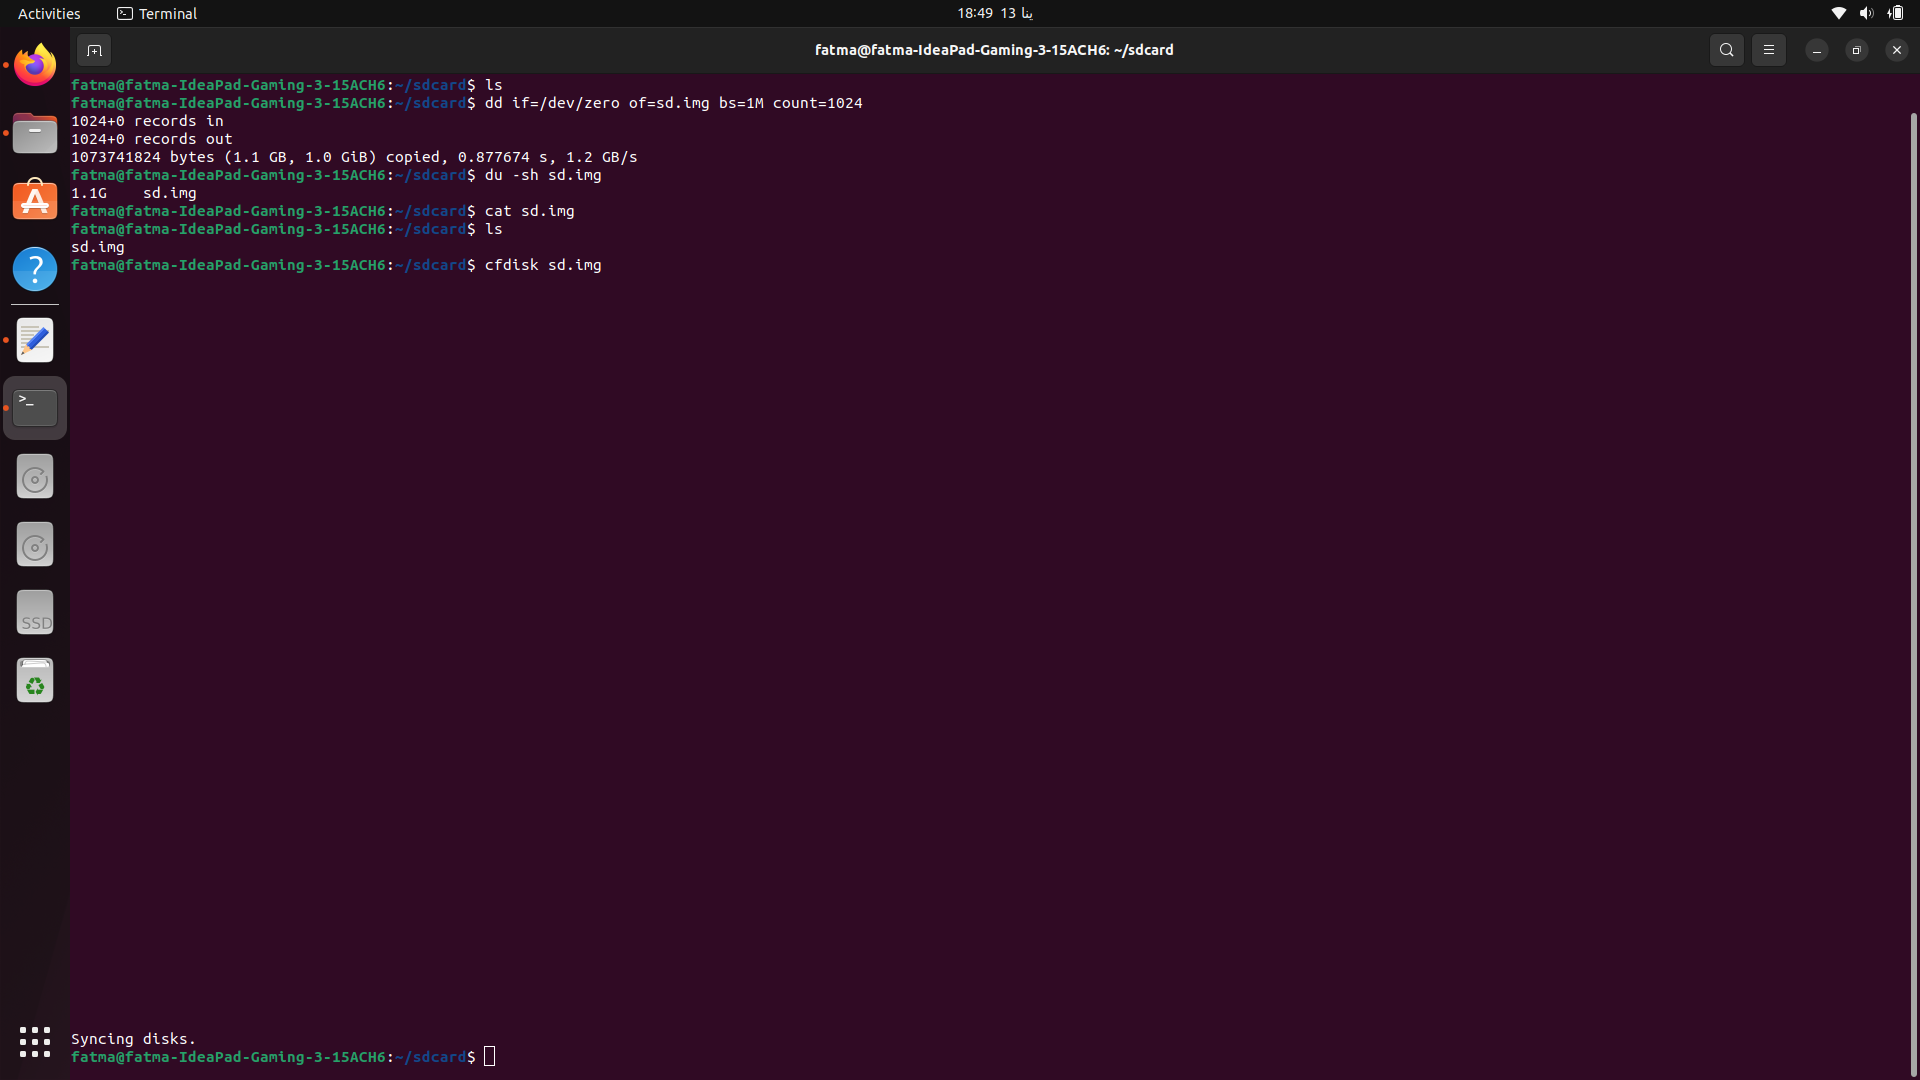 Activities
Terminal
18:49 13 ينا
fatma@fatma-IdeaPad-Gaming-3-15ACH6: ~/sdcard
fatma@fatma-IdeaPad-Gaming-3-15ACH6:~/sdcard$ ls
fatma@fatma-IdeaPad-Gaming-3-15ACH6:~/sdcard$ dd if=/dev/zero of=sd.img bs=1M count=1024
1024+0 records in
1024+0 records out
1073741824 bytes (1.1 GB, 1.0 GiB) copied, 0.877674 s, 1.2 GB/s
fatma@fatma-IdeaPad-Gaming-3-15ACH6:~/sdcard$ du -sh sd.img
1.1G    sd.img
fatma@fatma-IdeaPad-Gaming-3-15ACH6:~/sdcard$ cat sd.img
fatma@fatma-IdeaPad-Gaming-3-15ACH6:~/sdcard$ ls
sd.img
fatma@fatma-IdeaPad-Gaming-3-15ACH6:~/sdcard$ cfdisk sd.img
SSD
Syncing disks.
fatma@fatma-IdeaPad-Gaming-3-15ACH6:~/sdcard$